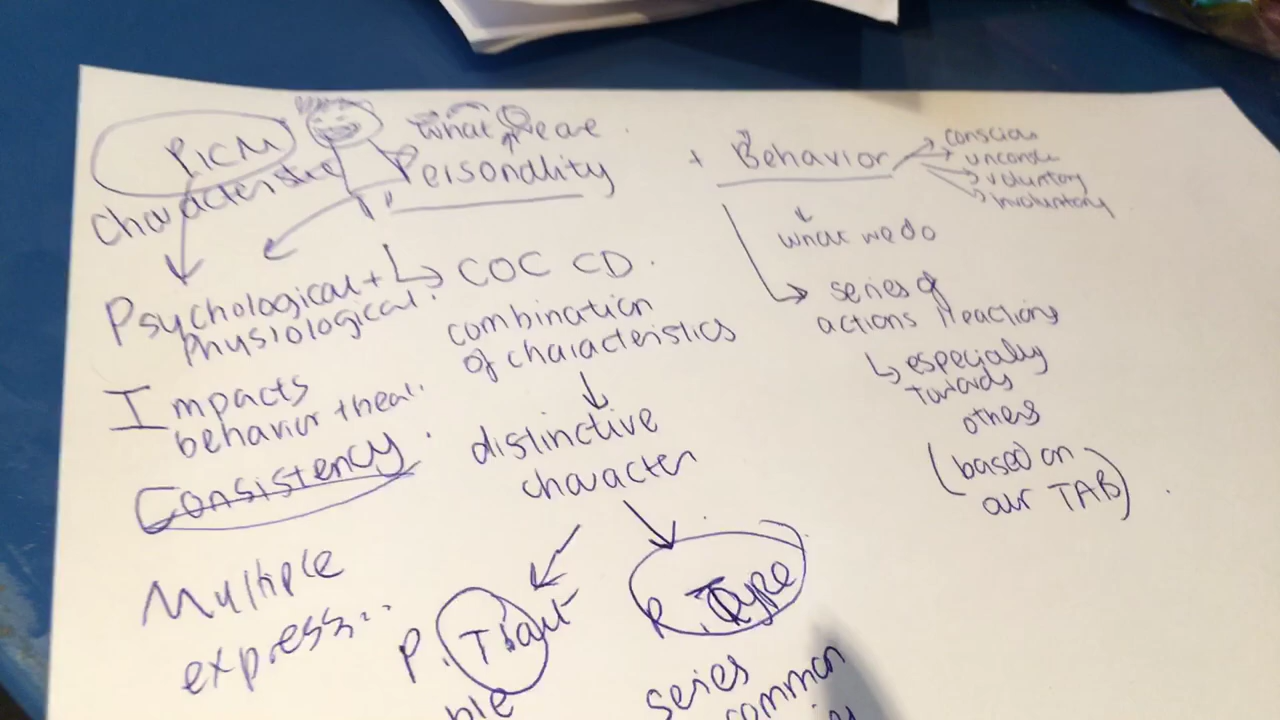 PICM
characteristics
What we are
Personality
Psychological +
physiological.
Impacts
behavior + heal..
Consistency.
Multiple
express...
COC CD.
combination
of characteristics
distinctive
character
P. Trait
P. Type
series
common
+ Behavior
conscious
voluntary
Involuntary
what we do
series of
actions / reactions
especially
towards
others
(based on
our TAB)